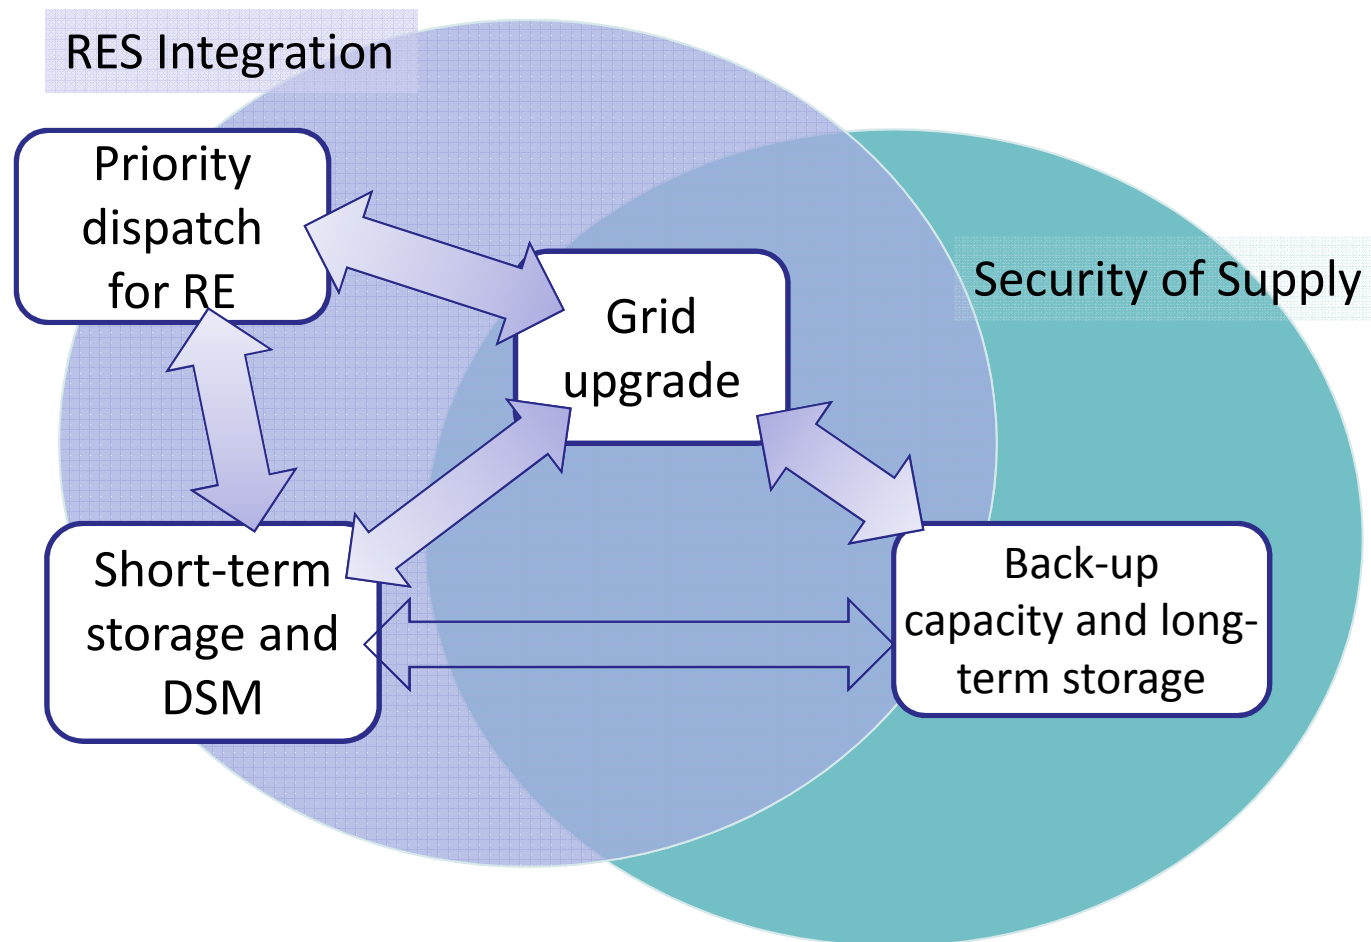 RES Integration
Priority
dispatch
for RE
Grid
upgrade
Security of Supply
Short-term
storage and
DSM
Back-up
capacity and long-
term storage